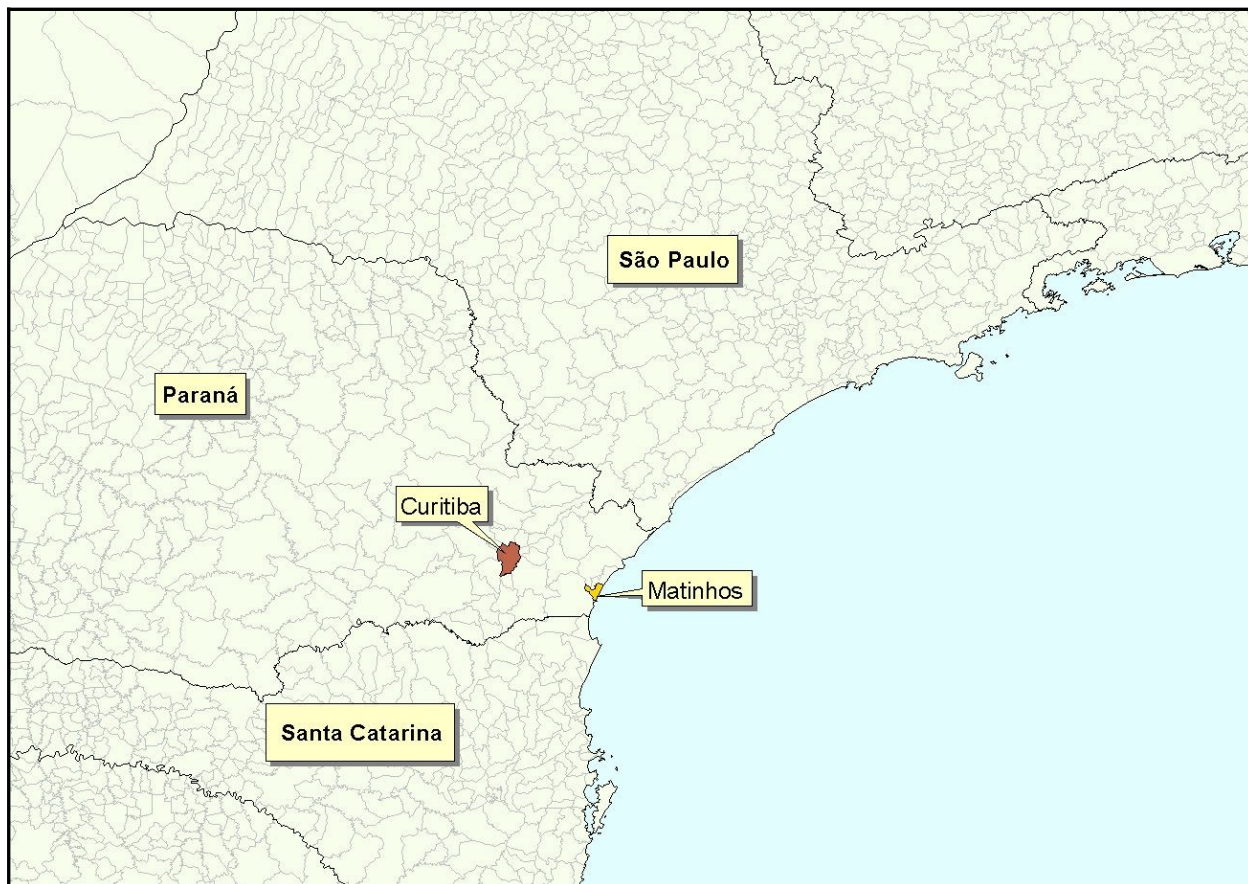 São Paulo
Paraná
Curitiba
Matinhos
Santa Catarina